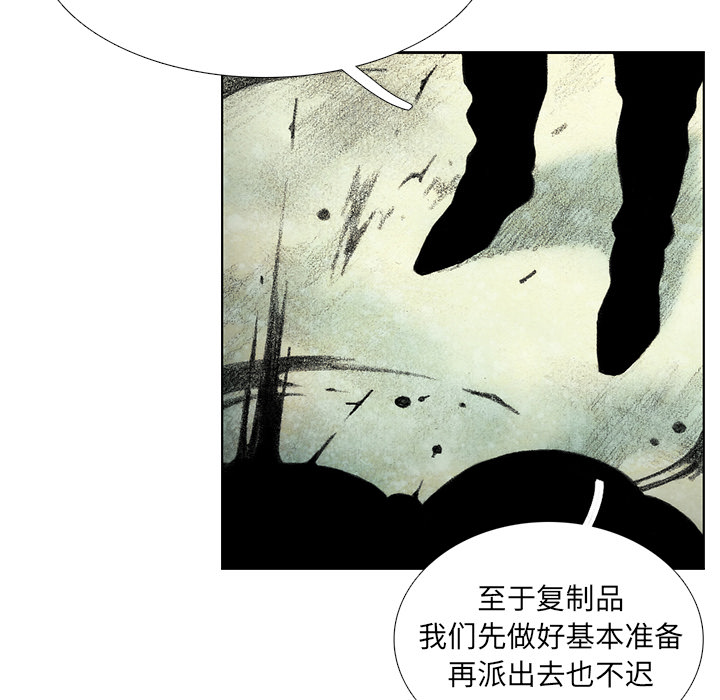 至于复制品
我们先做好基本准备
再派出去也不迟